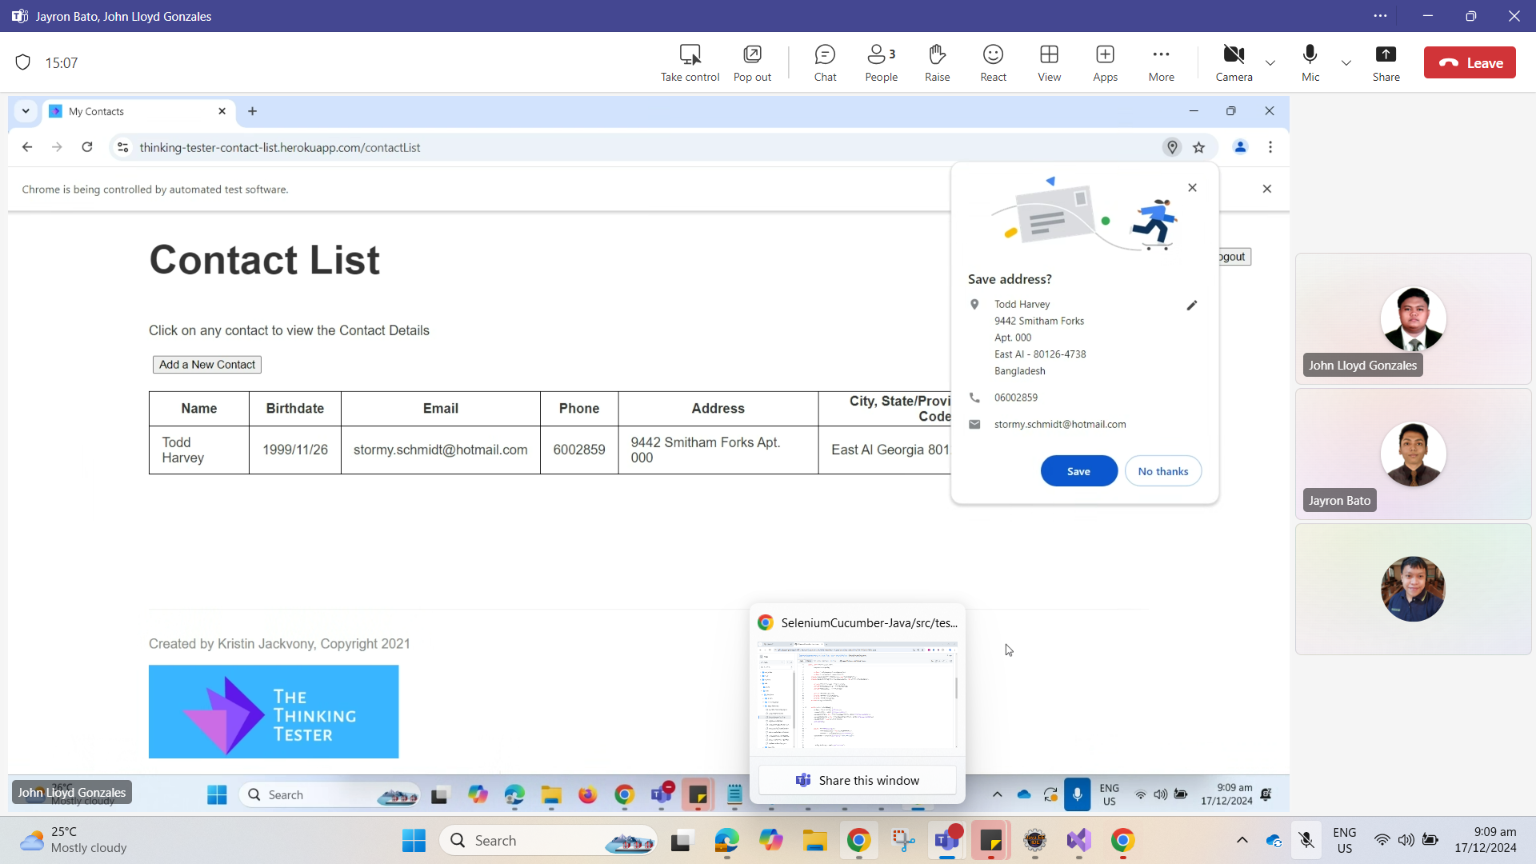 Jayron Bato, John Lloyd Gonzales
15:07
Take control
Pop out
Chat
3
People
Raise
React
View
Apps
More
Camera
Mic
Share
Leave
My Contacts
thinking-tester-contact-list.herokuapp.com/contactList
Chrome is being controlled by automated test software.
Contact List
ogout
Click on any contact to view the Contact Details
Add a New Contact
Name Birthdate Email Phone Address City, State/Provi
Code
Todd
Harvey
1999/11/26
stormy.schmidt@hotmail.com
6002859
9442 Smitham Forks Apt.
000
East Al Georgia 801
Save address?
Todd Harvey
9442 Smitham Forks
Apt. 000
East Al - 80126-4738
Bangladesh
06002859
stormy.schmidt@hotmail.com
Save
No thanks
John Lloyd Gonzales
Jayron Bato
Created by Kristin Jackvony, Copyright 2021
THE
THINKING
TESTER
SeleniumCucumber-Java/src/tes...
Share this window
John Lloyd Gonzales
Mostly cloudy
Search
ENG
US
9:09 am
17/12/2024
25°C
Mostly cloudy
Search
ENG
US
9:09 am
17/12/2024